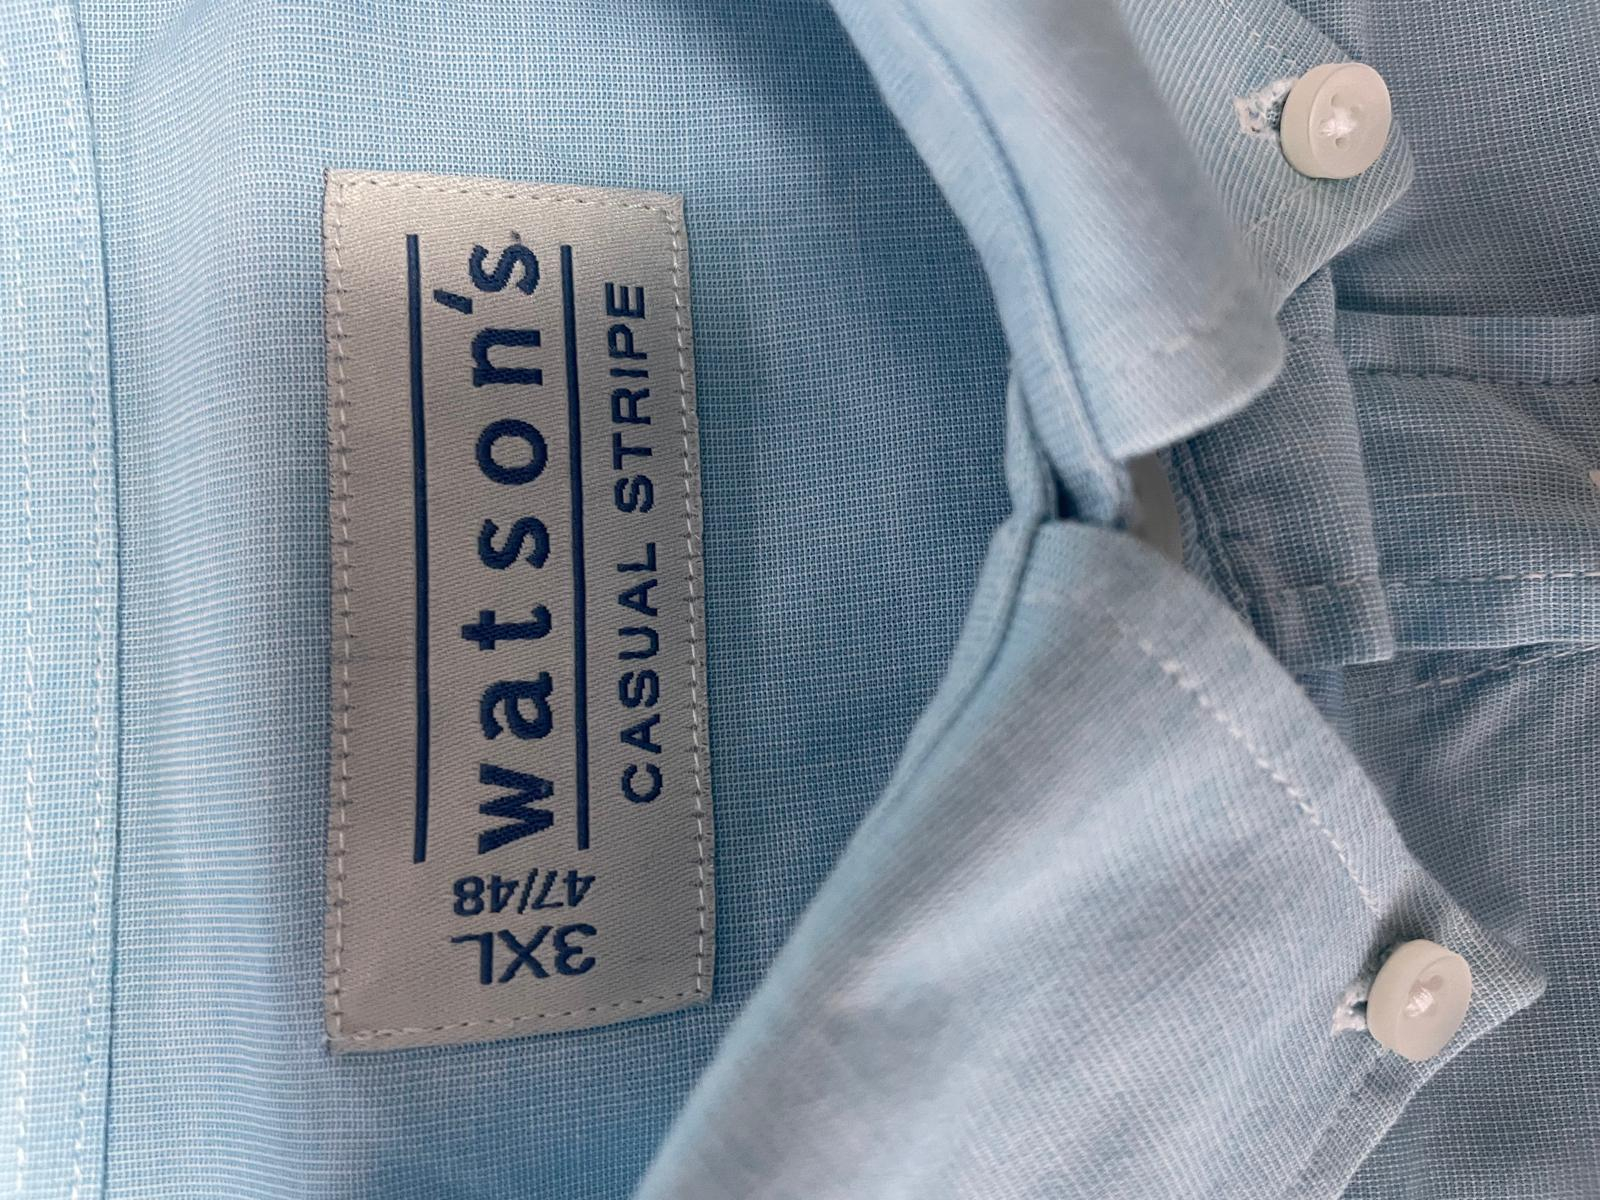 watson's
CASUAL STRIPE
3XL
47/48